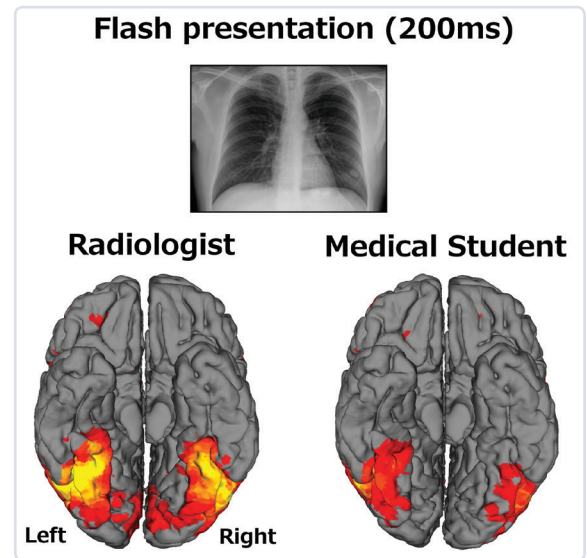 Flash presentation (200ms)
Radiologist
Medical Student
Left
Right